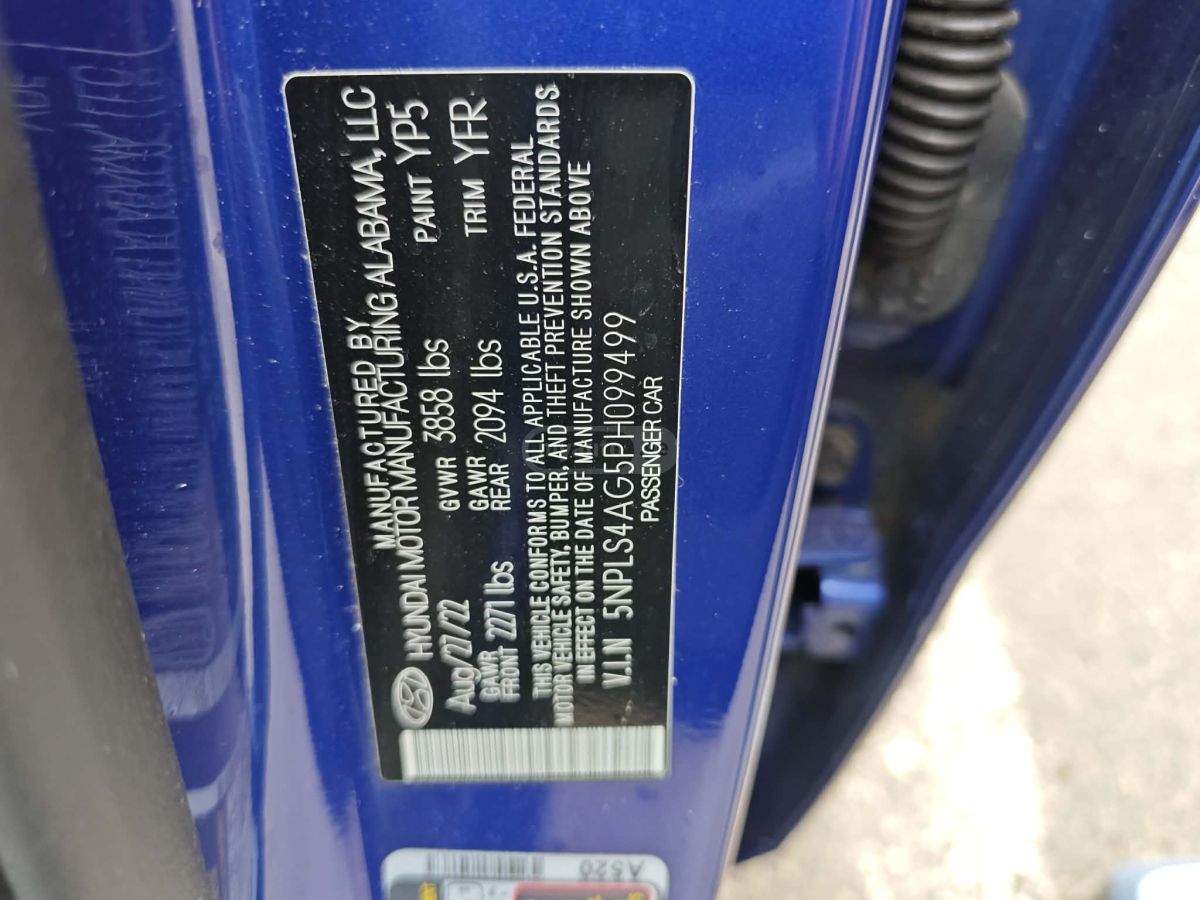 MANUFACTURED BY
HYUNDAI MOTOR MANUFACTURING ALABAMA, LLC
Aug/27/22 GVWR 3858 lbs PAINT YP5
GAWR FRONT 2271 lbs GAWR REAR 2094 lbs TRIM YFR
THIS VEHICLE CONFORMS TO ALL APPLICABLE U.S.A. FEDERAL
MOTOR VEHICLE SAFETY, BUMPER, AND THEFT PREVENTION STANDARDS
IN EFFECT ON THE DATE OF MANUFACTURE SHOWN ABOVE
V.I.N 5NPLS4AG5PH099499
PASSENGER CAR
A520